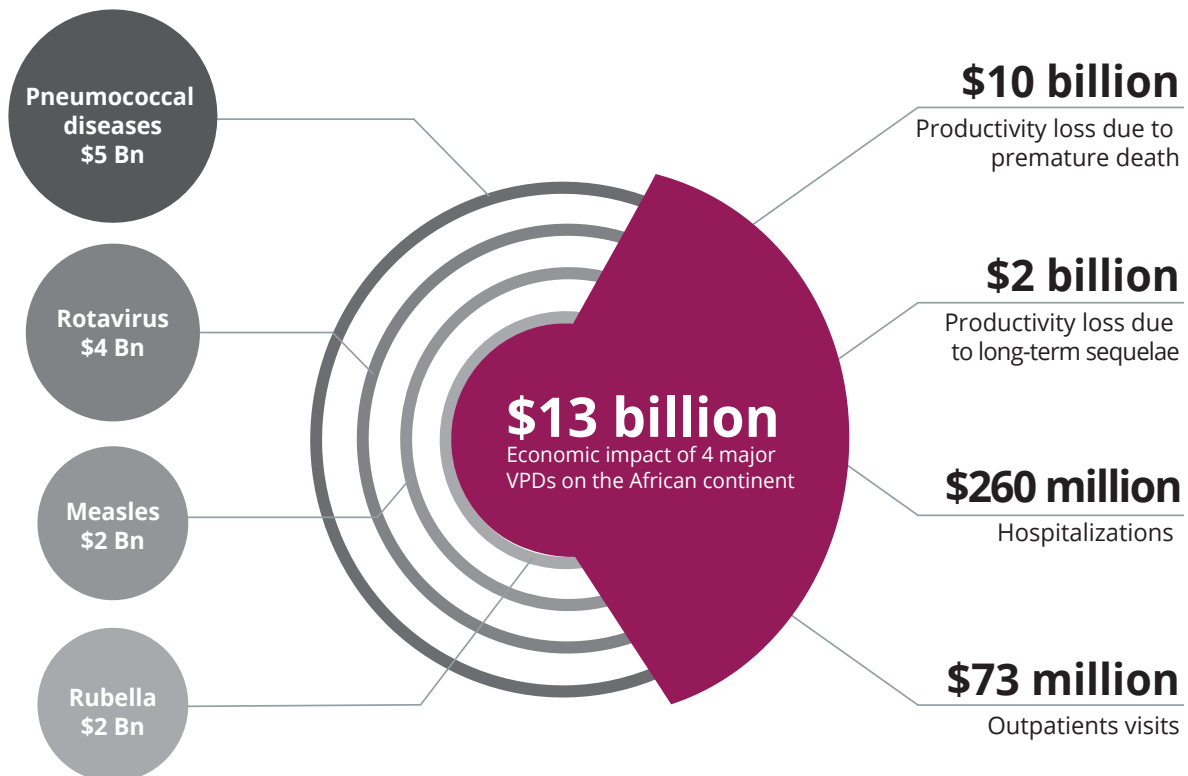 Pneumococcal
diseases
$5 Bn
Rotavirus
$4 Bn
Measles
$2 Bn
Rubella
$2 Bn
$13 billion
Economic impact of 4 major
VPDs on the African continent
$10 billion
Productivity loss due to
premature death
$2 billion
Productivity loss due
to long-term sequelae
$260 million
Hospitalizations
$73 million
Outpatients visits